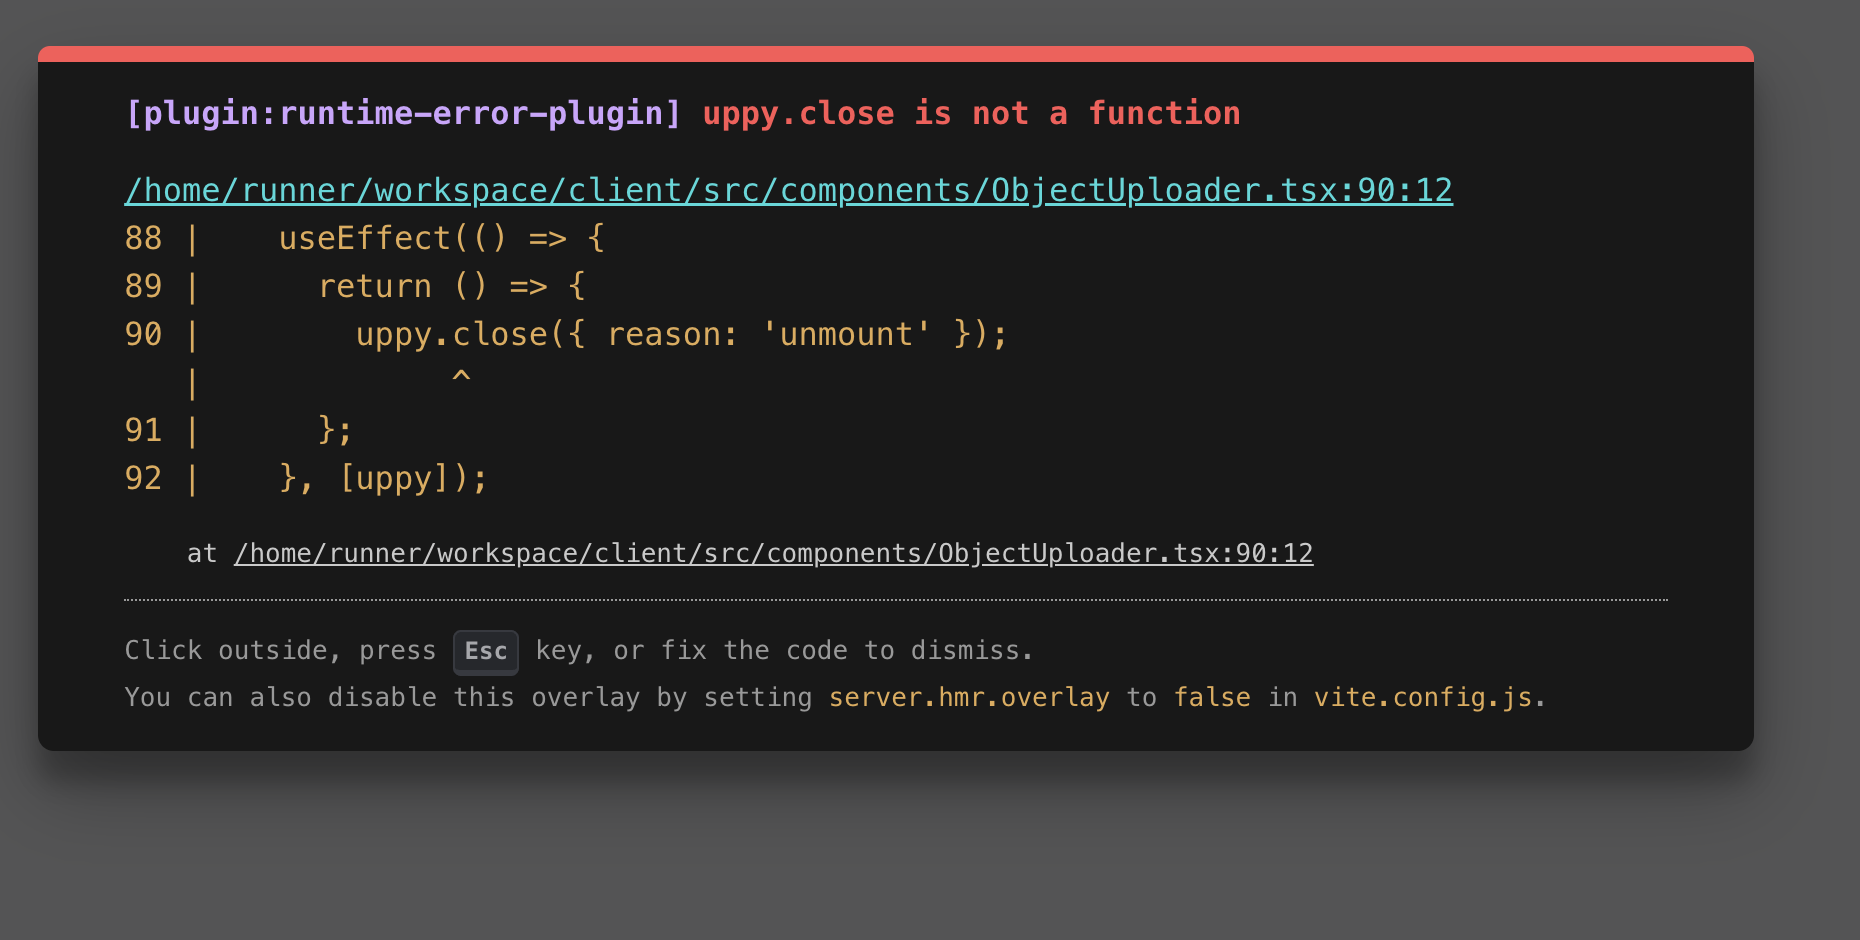 [plugin:runtime-error-plugin] uppy.close is not a function
/home/runner/workspace/client/src/components/ObjectUploader.tsx:90:12
88 |    useEffect(() => {
89 |      return () => {
90 |        uppy.close({ reason: 'unmount' });
   |             ^
91 |      };
92 |    }, [uppy]);
at /home/runner/workspace/client/src/components/ObjectUploader.tsx:90:12
Click outside, press Esc key, or fix the code to dismiss.
You can also disable this overlay by setting server.hmr.overlay to false in vite.config.js.